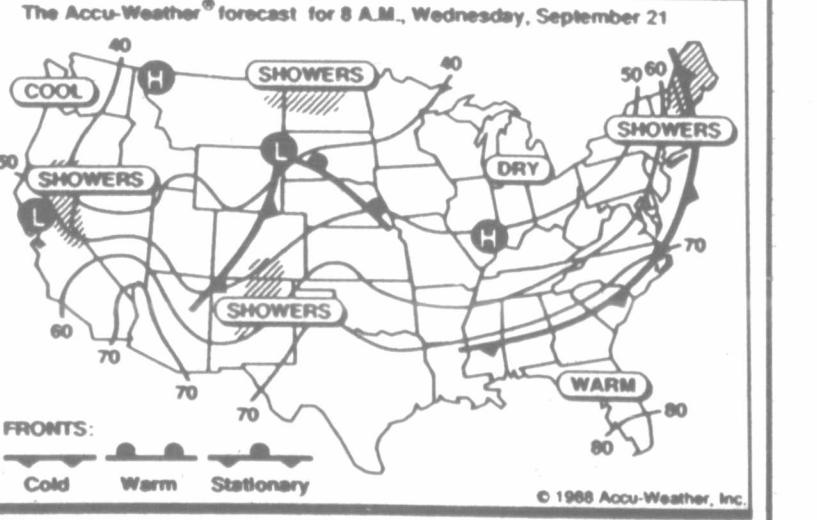 The Accu-Weather® forecast for 8 A.M., Wednesday, September 21
40
H
SHOWERS
40
50 60
COOL
SHOWERS
L
DRY
50
SHOWERS
L
H
70
SHOWERS
60
70
70
70
WARM
80
80
FRONTS:
Cold Warm Stationary
© 1988 Accu-Weather, Inc.